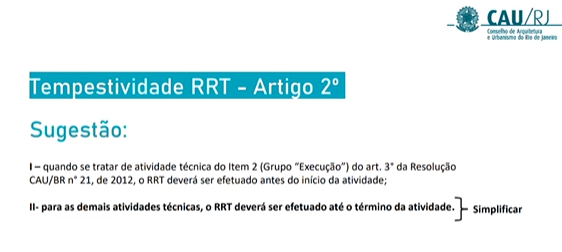 CAU/RJ
Conselho de Arquitetura
e Urbanismo do Rio de Janeiro
Tempestividade RRT - Artigo 2º
Sugestão:
I – quando se tratar de atividade técnica do Item 2 (Grupo “Execução”) do art. 3° da Resolução
CAU/BR n° 21, de 2012, o RRT deverá ser efetuado antes do início da atividade;
II- para as demais atividades técnicas, o RRT deverá ser efetuado até o término da atividade.
Simplificar